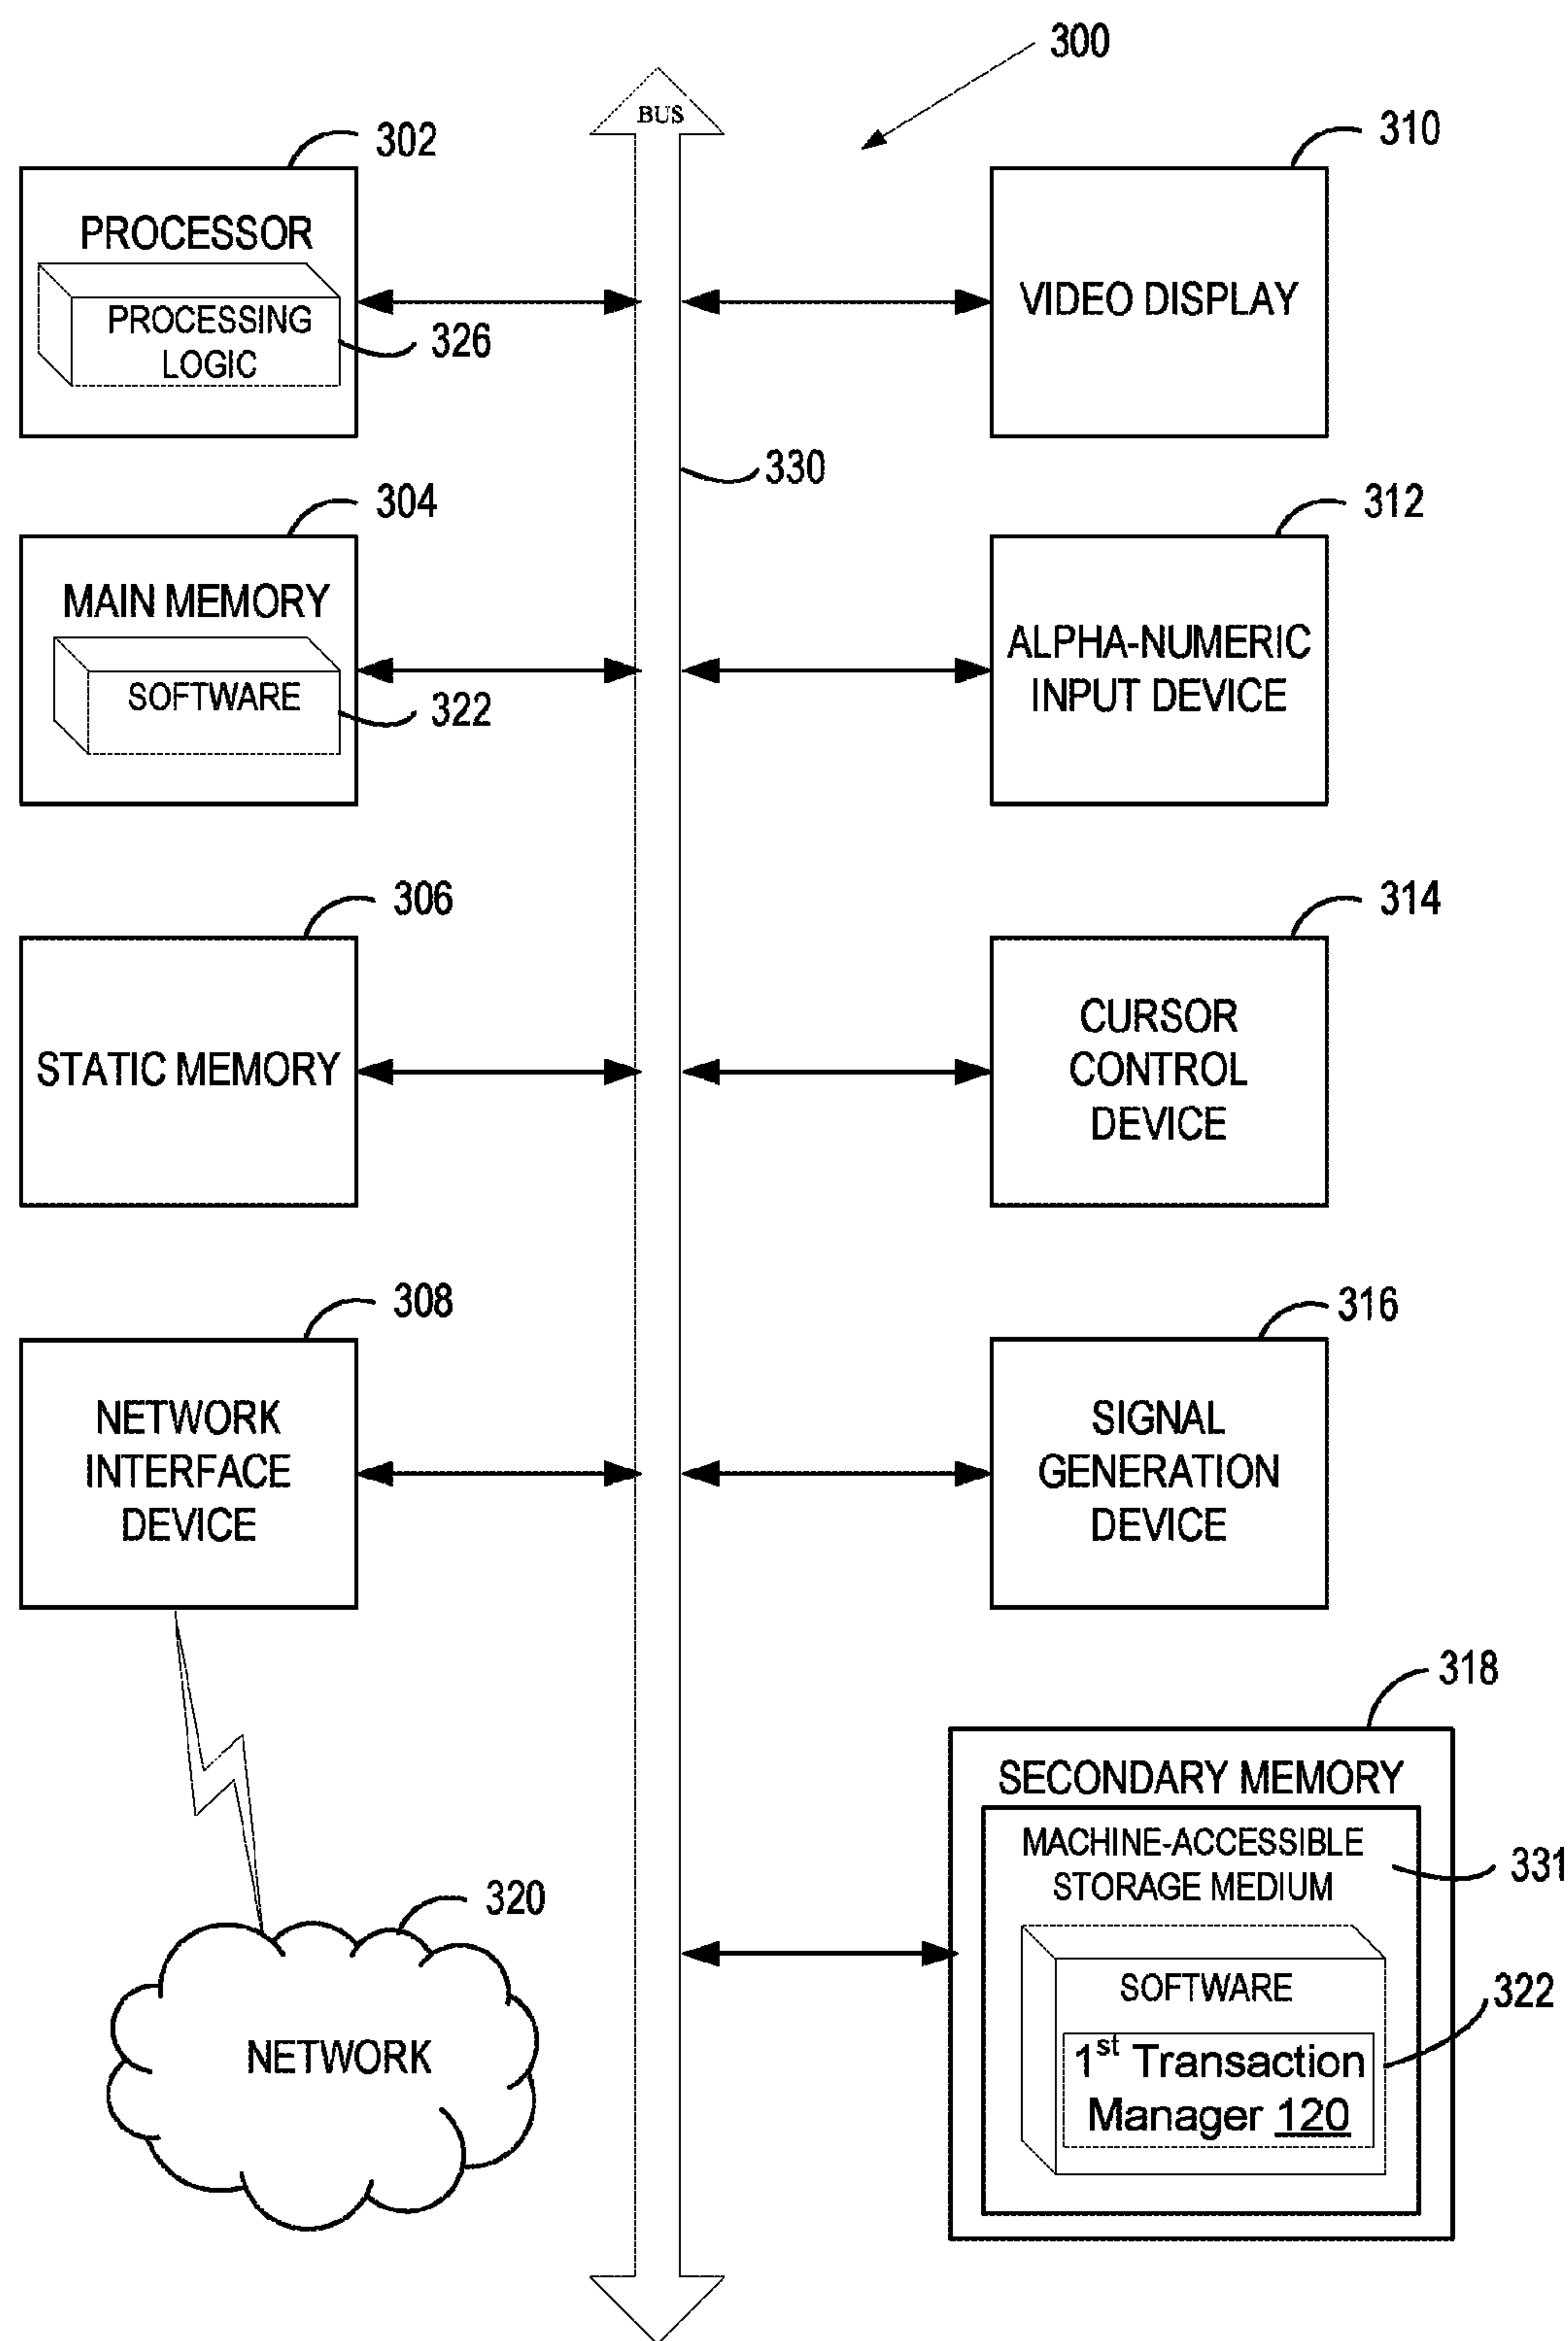 300
BUS
302
PROCESSOR
PROCESSING
LOGIC
326
310
VIDEO DISPLAY
330
304
MAIN MEMORY
SOFTWARE
322
312
ALPHA-NUMERIC
INPUT DEVICE
306
STATIC MEMORY
314
CURSOR
CONTROL
DEVICE
308
NETWORK
INTERFACE
DEVICE
316
SIGNAL
GENERATION
DEVICE
320
NETWORK
318
SECONDARY MEMORY
MACHINE-ACCESSIBLE
STORAGE MEDIUM
331
SOFTWARE
322
1st Transaction
Manager 120